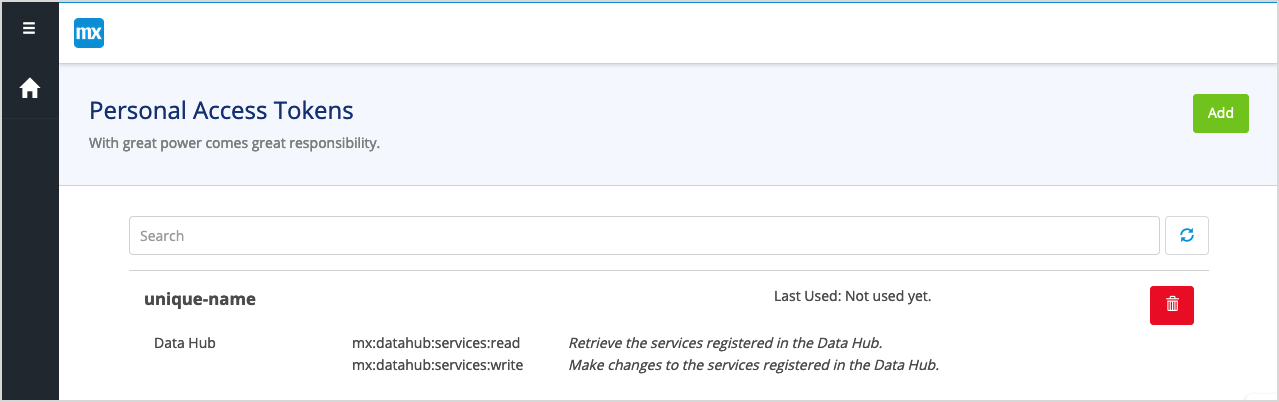 mx
Personal Access Tokens
Add
With great power comes great responsibility.
Search
unique-name
Last Used: Not used yet.
Data Hub mx:datahub:services:read Retrieve the services registered in the Data Hub.
mx:datahub:services:write Make changes to the services registered in the Data Hub.